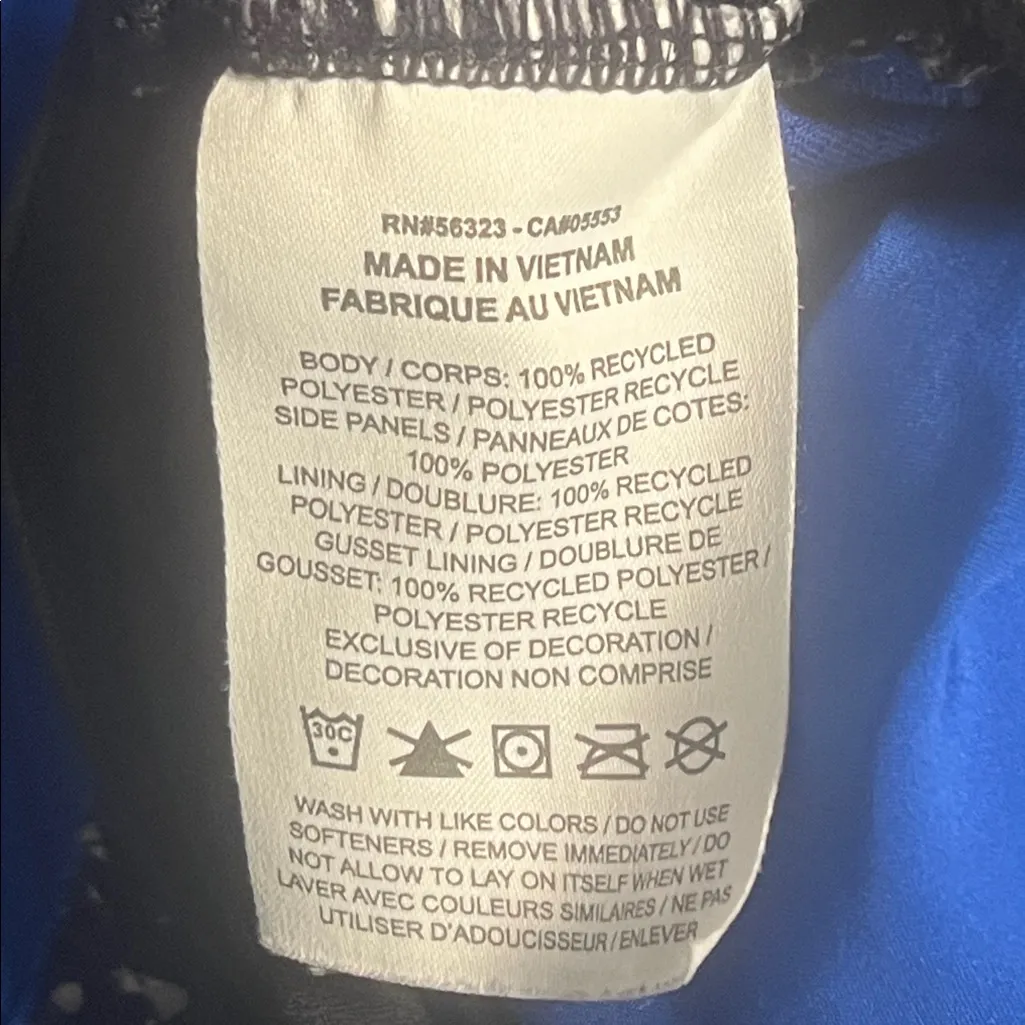 RN#56323 - CA#05553
MADE IN VIETNAM
FABRIQUE AU VIETNAM
BODY / CORPS: 100% RECYCLED
POLYESTER / POLYESTER RECYCLE
SIDE PANELS / PANNEAUX DE COTES:
100% POLYESTER
LINING / DOUBLURE: 100% RECYCLED
POLYESTER / POLYESTER RECYCLE
GUSSET LINING / DOUBLURE DE
GOUSSET: 100% RECYCLED POLYESTER /
POLYESTER RECYCLE
EXCLUSIVE OF DECORATION /
DECORATION NON COMPRISE
30C
WASH WITH LIKE COLORS / DO NOT USE
SOFTENERS / REMOVE IMMEDIATELY / DO
NOT ALLOW TO LAY ON ITSELF WHEN WET
LAVER AVEC COULEURS SIMILAIRES / NE PAS
UTILISER D'ADOUCISSEUR / ENLEVER